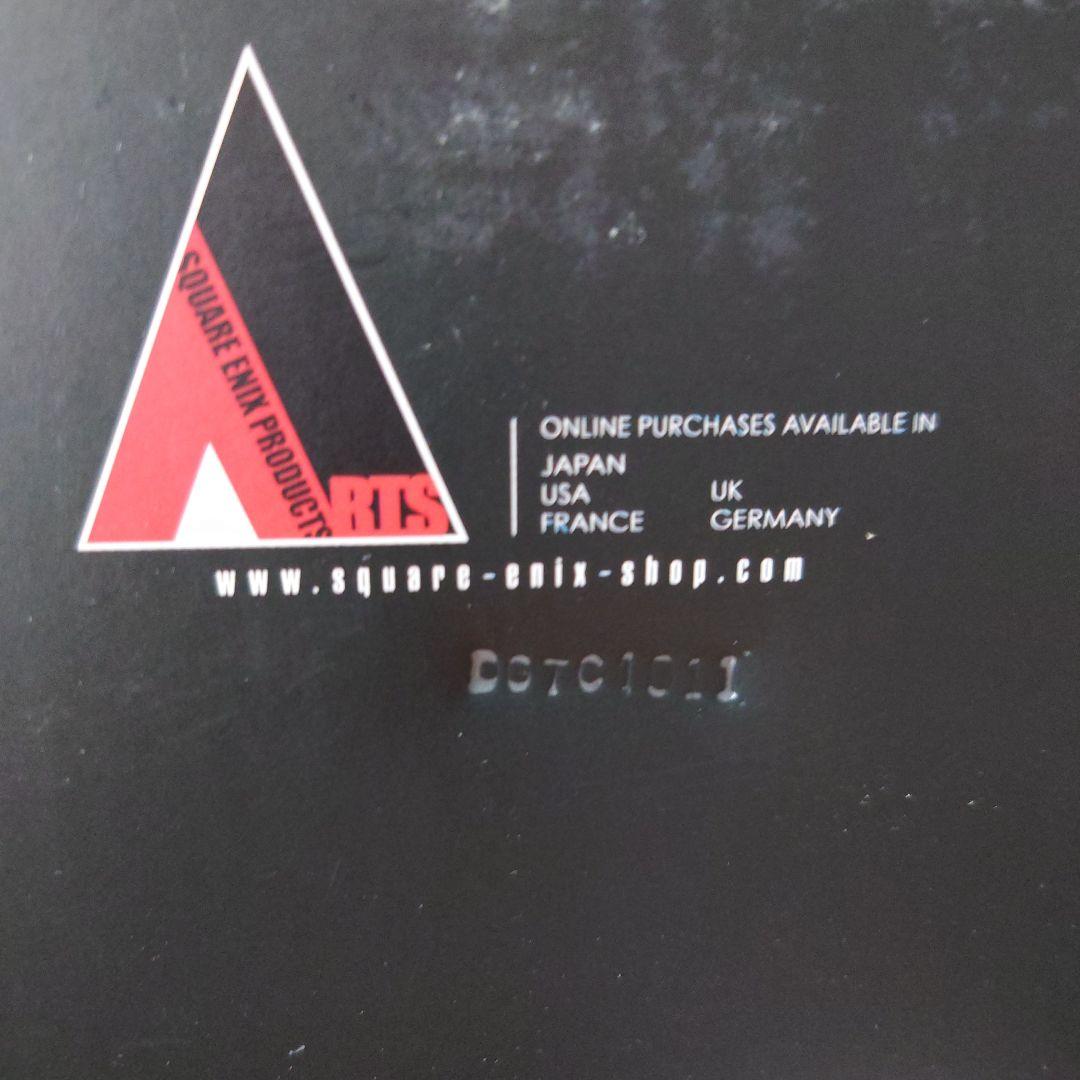 SQUARE ENIX PRODUCTS
ARTS
ONLINE PURCHASES AVAILABLE IN
JAPAN
USA UK
FRANCE GERMANY
www.square-enix-shop.com